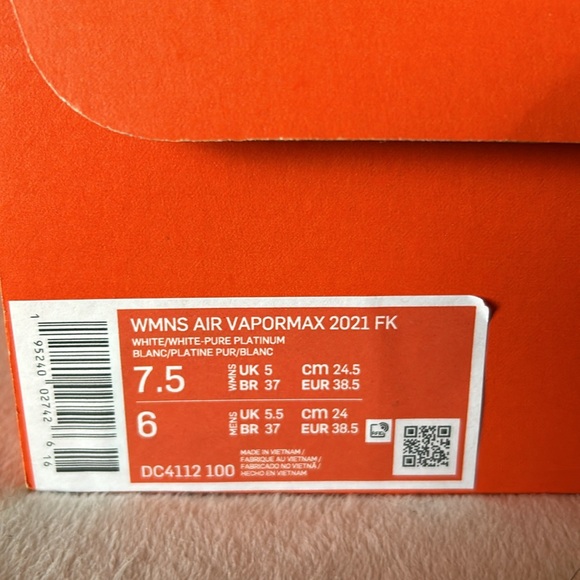 WMNS AIR VAPORMAX 2021 FK
WHITE/WHITE-PURE PLATINUM
BLANC/PLATINE PUR/BLANC
7.5 WMNS UK 5 cm 24.5
BR 37 EUR 38.5
6 MENS UK 5.5 cm 24
BR 37 EUR 38.5
DC4112 100
MADE IN VIETNAM /
FABRIQUE AU VIETNAM /
FABRICADO NO VIETNÃ /
HECHO EN VIETNAM
1 95240 02742 6 16